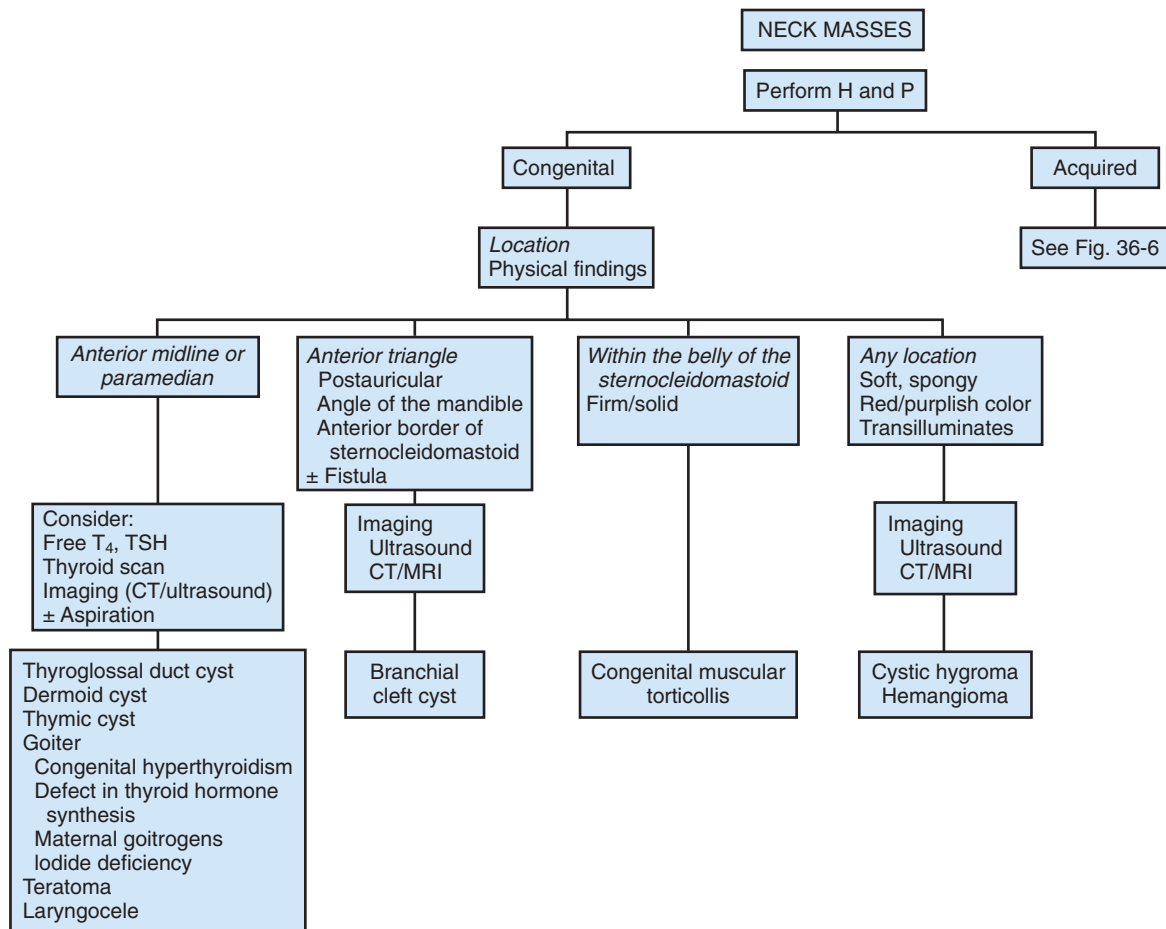 NECK MASSES
Perform H and P
Congenital
Acquired
Location
Physical findings
See Fig. 36-6
Anterior midline or
paramedian
Anterior triangle
Postauricular
Angle of the mandible
Anterior border of
sternocleidomastoid
± Fistula
Within the belly of the
sternocleidomastoid
Firm/solid
Any location
Soft, spongy
Red/purplish color
Transilluminates
Consider:
Free T₄, TSH
Thyroid scan
Imaging (CT/ultrasound)
± Aspiration
Imaging
Ultrasound
CT/MRI
Imaging
Ultrasound
CT/MRI
Thyroglossal duct cyst
Dermoid cyst
Thymic cyst
Goiter
Congenital hyperthyroidism
Defect in thyroid hormone
synthesis
Maternal goitrogens
Iodide deficiency
Teratoma
Laryngocele
Branchial
cleft cyst
Congenital muscular
torticollis
Cystic hygroma
Hemangioma